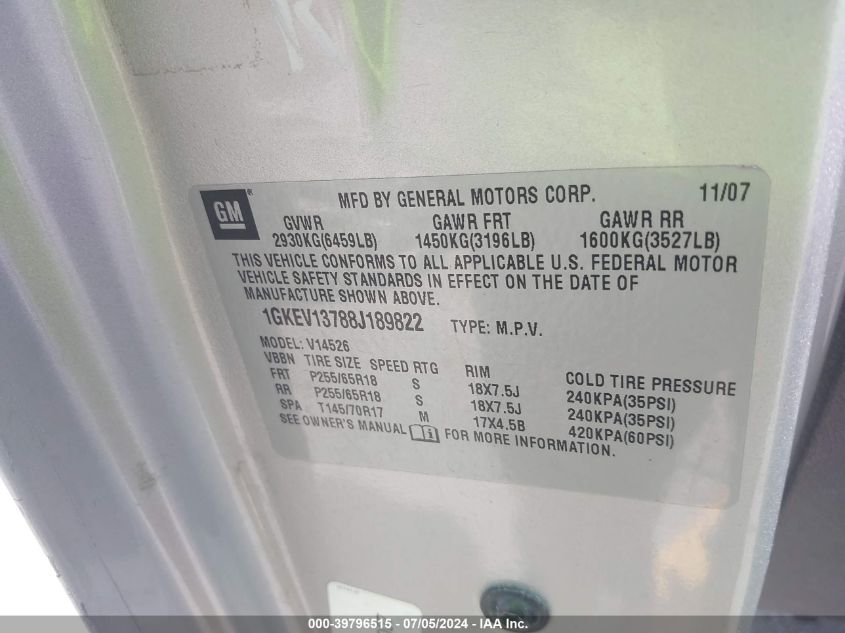 K
GM ® MFD BY GENERAL MOTORS CORP. 11/07
GVWR GAWR FRT GAWR RR
2930KG(6459LB) 1450KG(3196LB) 1600KG(3527LB)
THIS VEHICLE CONFORMS TO ALL APPLICABLE U.S. FEDERAL MOTOR
VEHICLE SAFETY STANDARDS IN EFFECT ON THE DATE OF
MANUFACTURE SHOWN ABOVE.
1GKEV13788J189822 TYPE: M.P.V.
MODEL: V14526
VBBN TIRE SIZE SPEED RTG RIM COLD TIRE PRESSURE
FRT P255/65R18 S 18X7.5J 240KPA(35PSI)
RR P255/65R18 S 18X7.5J 240KPA(35PSI)
SPA T145/70R17 M 17X4.5B 420KPA(60PSI)
SEE OWNER'S MANUAL FOR MORE INFORMATION.
000-39796515 - 07/05/2024 - IAA Inc.